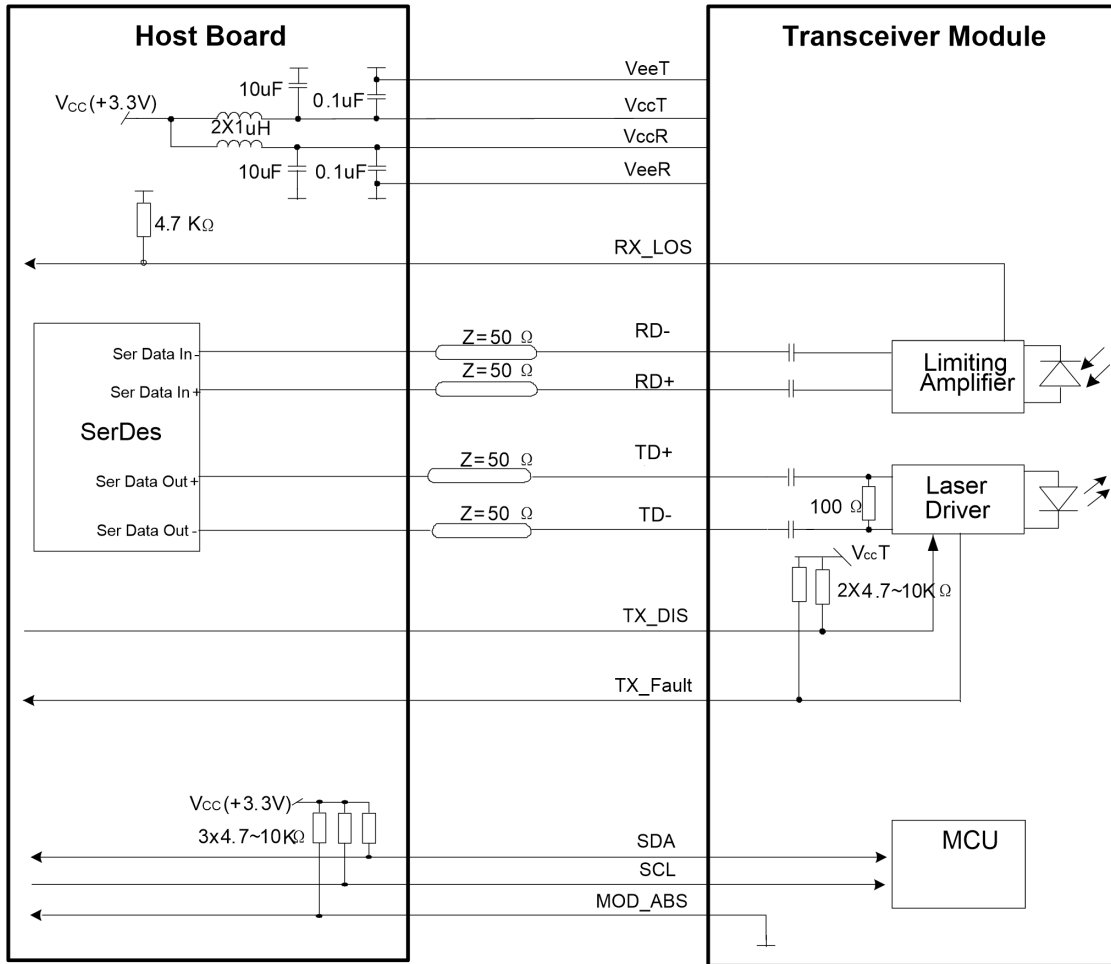 Host Board
Transceiver Module
VeeT
10uF
0.1uF
Vcc(+3.3V)
VccT
2X1uH
VccR
10uF
0.1uF
VeeR
4.7 KΩ
RX_LOS
Z=50 Ω
RD-
Ser Data In -
Z=50 Ω
RD+
Ser Data In +
Limiting
Amplifier
SerDes
Z=50 Ω
TD+
Ser Data Out +
Z=50 Ω
TD-
Ser Data Out -
100 Ω
Laser
Driver
VccT
2X4.7~10KΩ
TX_DIS
TX_Fault
Vcc(+3.3V)
3x4.7~10KΩ
SDA
SCL
MOD_ABS
MCU